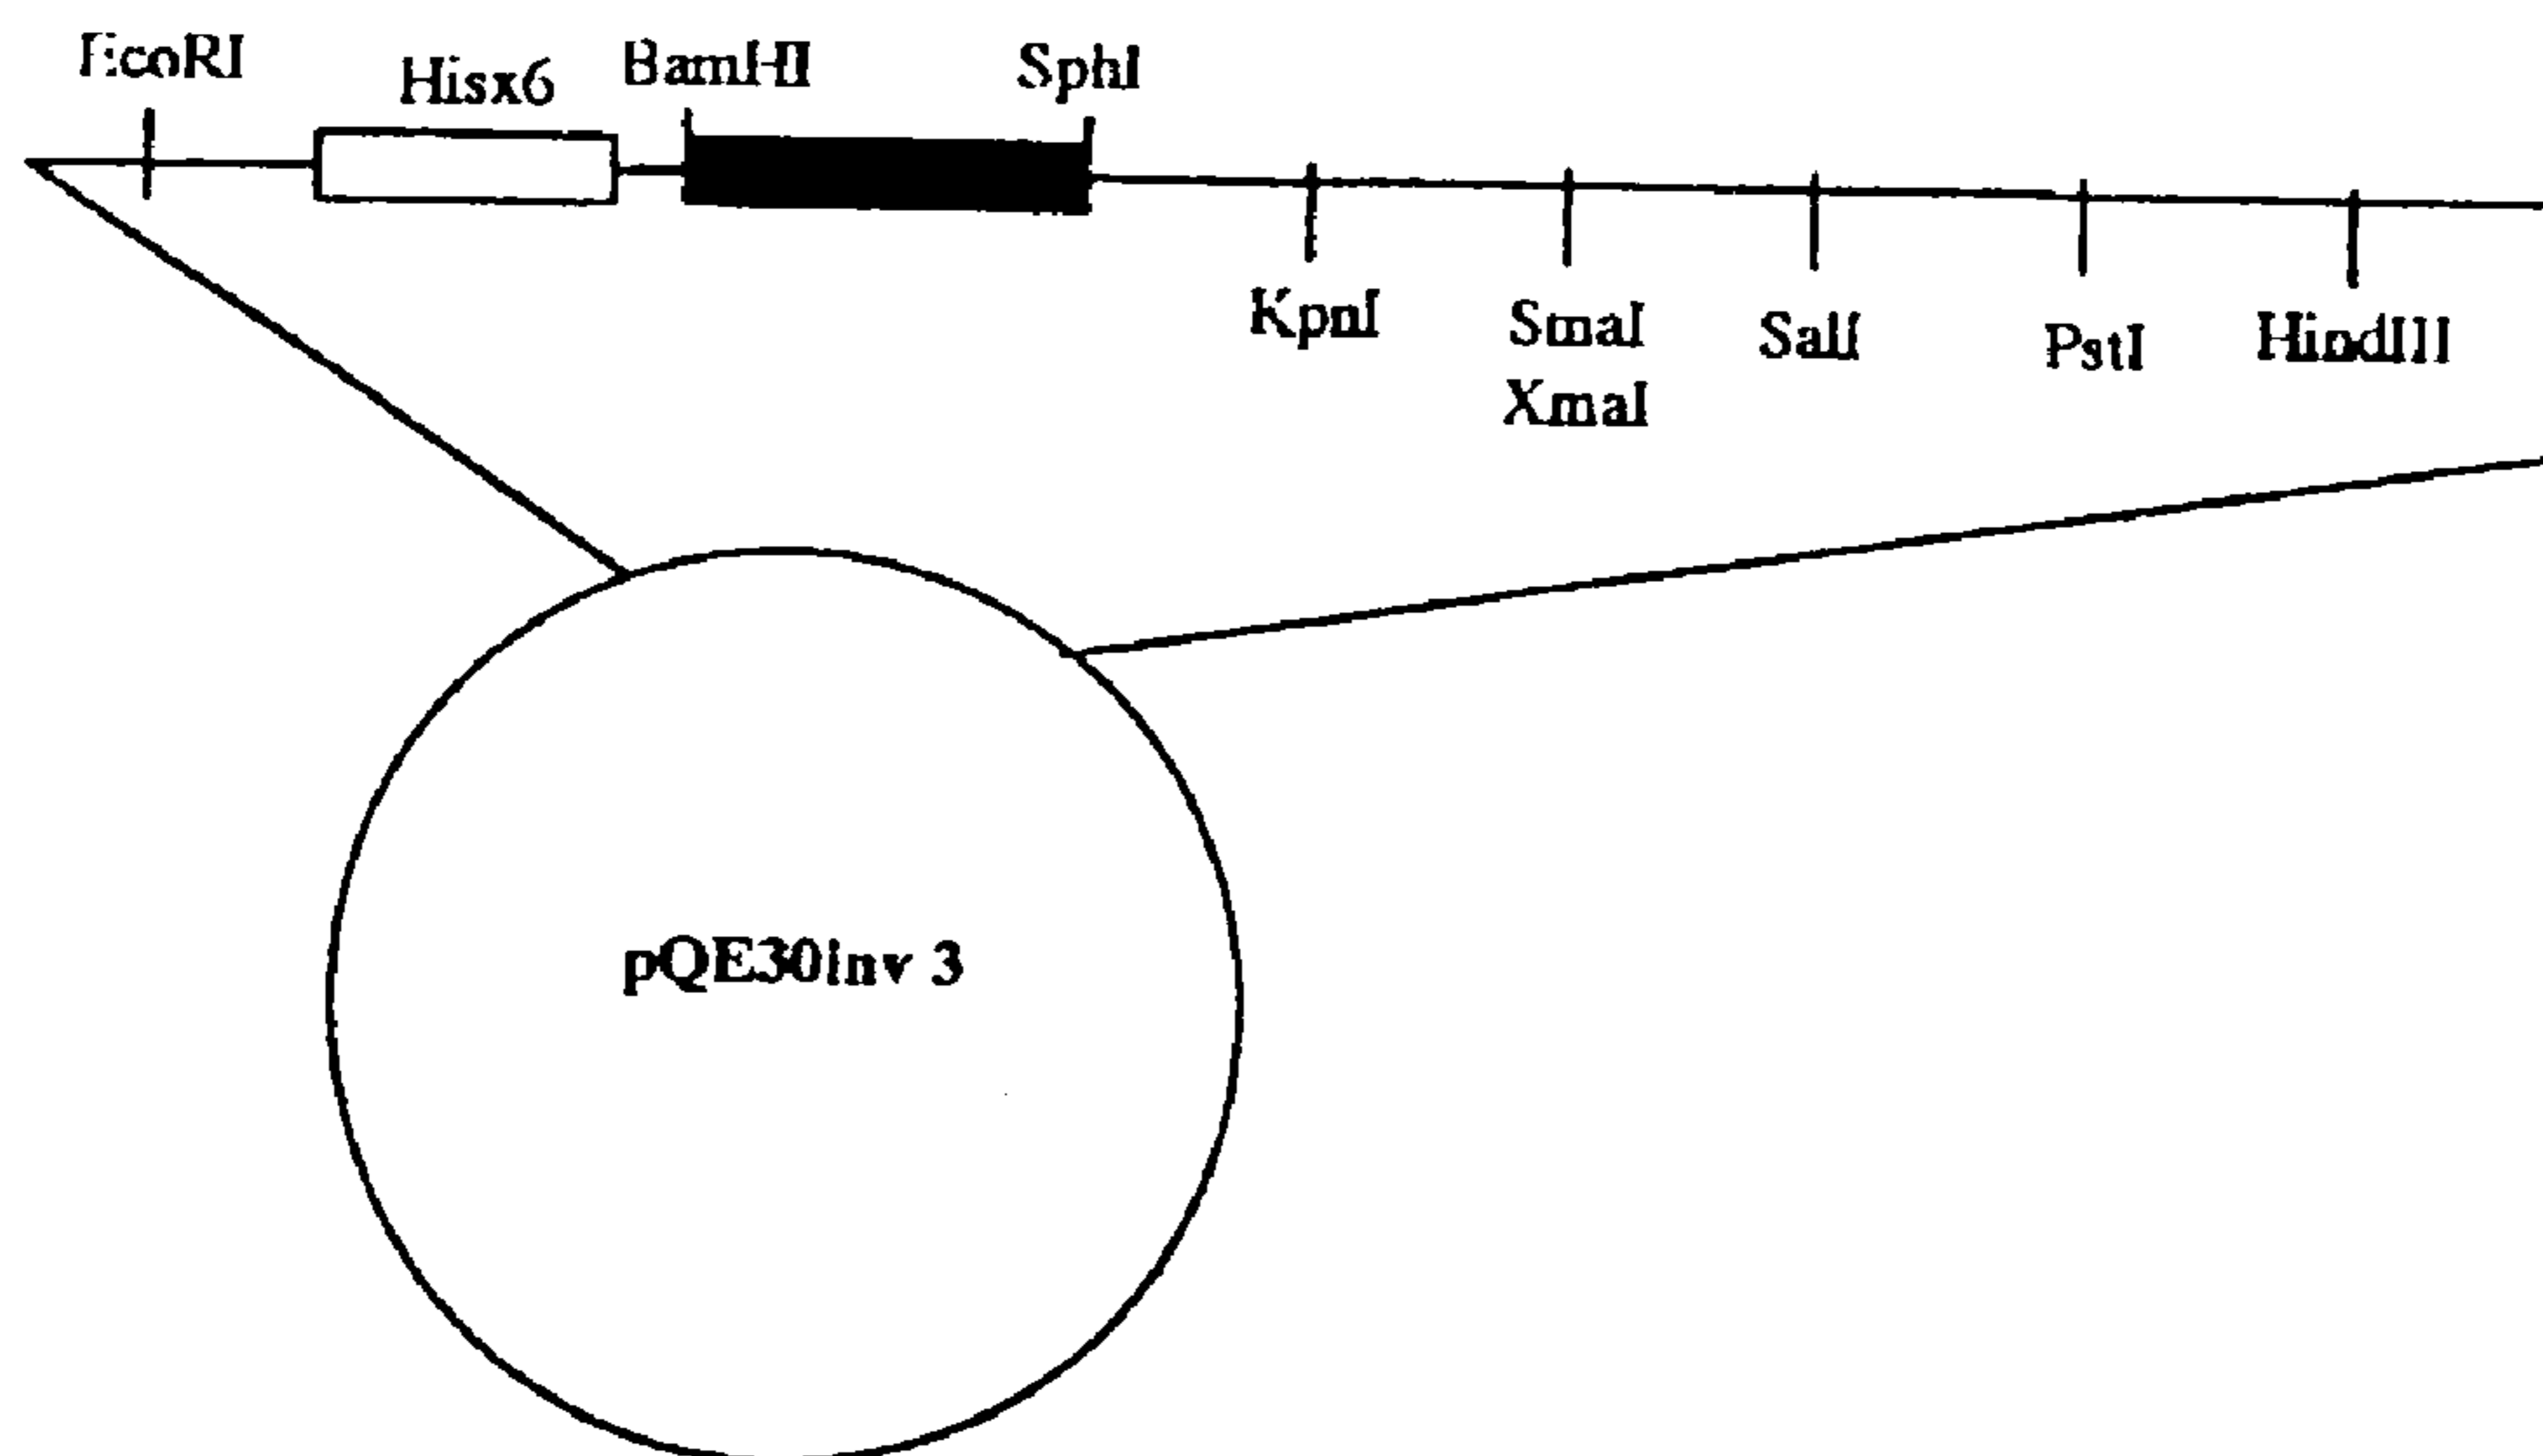 EcoRI
Hisx6
BamHI
SphI
KpnI
SmaI
XmaI
SalI
PstI
HindIII
pQE30inv 3